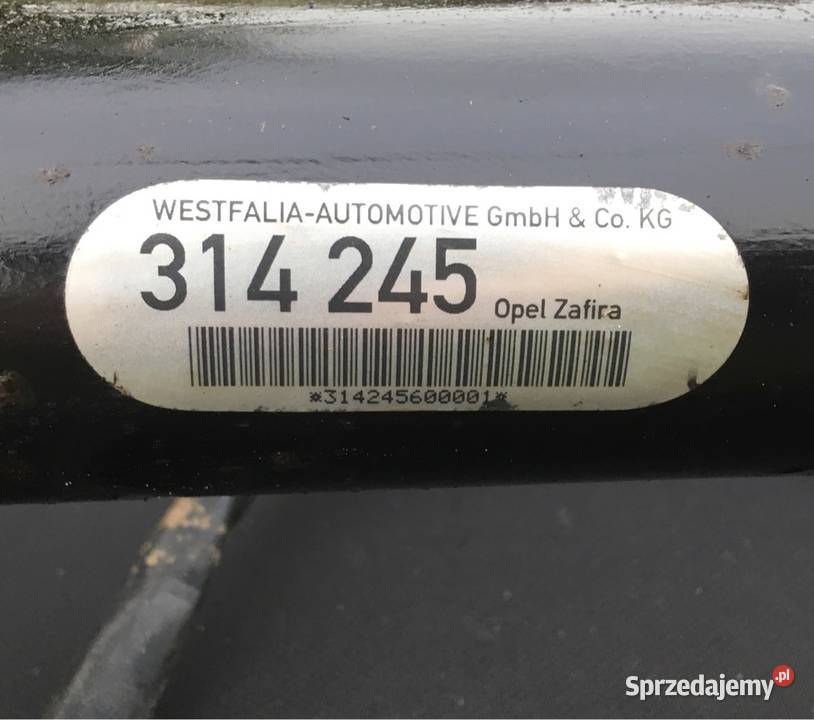 WESTFALIA-AUTOMOTIVE GmbH & Co. KG
314 245 Opel Zafira
*314245600001*
Sprzedajemy.pl